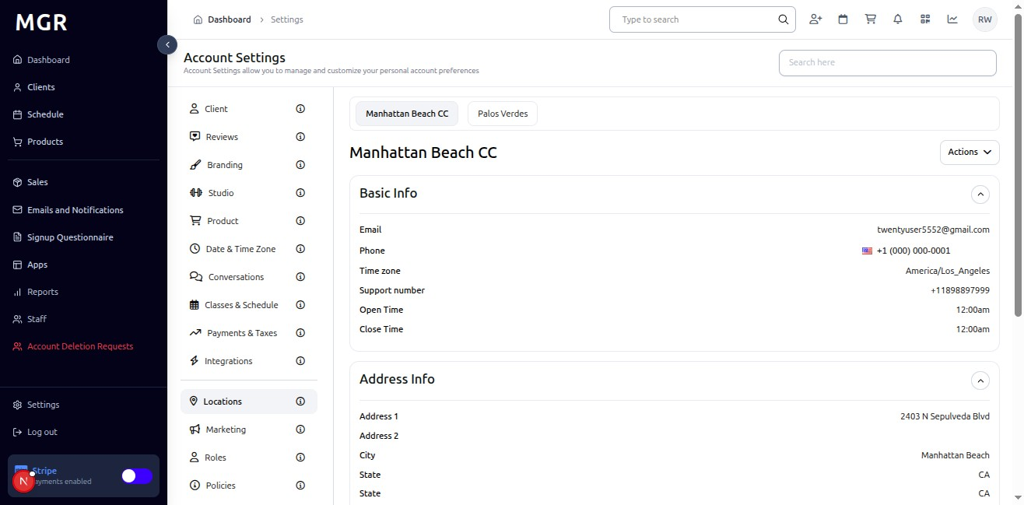 MGR
Dashboard
Clients
Schedule
Products
Sales
Emails and Notifications
Signup Questionnaire
Apps
Reports
Staff
Account Deletion Requests
Settings
Log out
Stripe
ayments enabled
N
Dashboard > Settings
Type to search
RW
Account Settings
Account Settings allow you to manage and customize your personal account preferences
Search here
Client
Reviews
Branding
Studio
Product
Date & Time Zone
Conversations
Classes & Schedule
Payments & Taxes
Integrations
Locations
Marketing
Roles
Policies
Manhattan Beach CC
Palos Verdes
Manhattan Beach CC
Actions
Basic Info
Email twentyuser5552@gmail.com
Phone +1 (000) 000-0001
Time zone America/Los_Angeles
Support number +11898897999
Open Time 12:00am
Close Time 12:00am
Address Info
Address 1 2403 N Sepulveda Blvd
Address 2
City Manhattan Beach
State CA
State CA